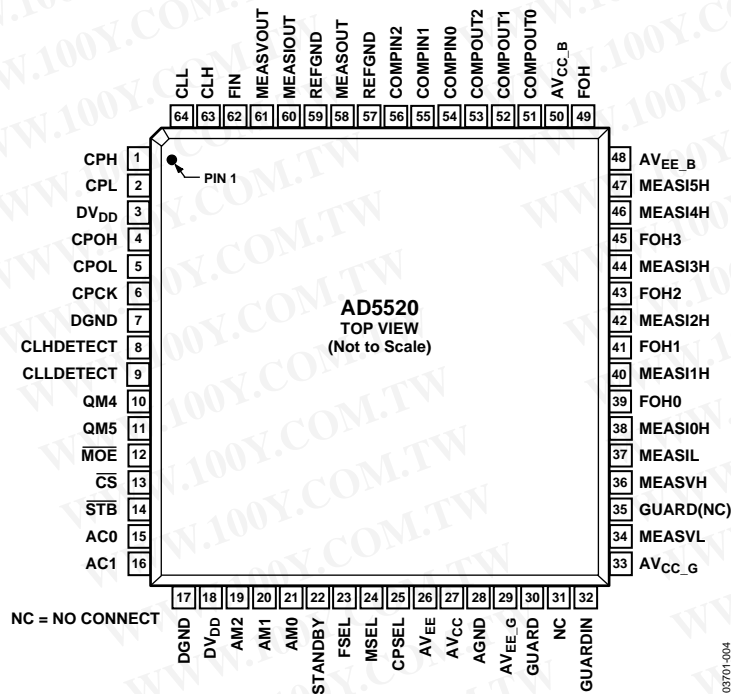 CLL
CLH
FIN
MEASVOUT
MEASIOUT
REFGND
MEASOUT
REFGND
COMPIN2
COMPIN1
COMPIN0
COMPOUT2
COMPOUT1
COMPOUT0
AVCC_B
FOH
64 63 62 61 60 59 58 57 56 55 54 53 52 51 50 49
CPH 1
CPL 2
DVDD 3
CPOH 4
CPOL 5
CPCK 6
DGND 7
CLHDETECT 8
CLLDETECT 9
QM4 10
QM5 11
MOE 12
CS 13
STB 14
AC0 15
AC1 16
PIN 1
AD5520
TOP VIEW
(Not to Scale)
48 AVEE_B
47 MEASI5H
46 MEASI4H
45 FOH3
44 MEASI3H
43 FOH2
42 MEASI2H
41 FOH1
40 MEASI1H
39 FOH0
38 MEASI0H
37 MEASIL
36 MEASVH
35 GUARD(NC)
34 MEASVL
33 AVCC_G
17 18 19 20 21 22 23 24 25 26 27 28 29 30 31 32
DGND
DVDD
AM2
AM1
AM0
STANDBY
FSEL
MSEL
CPSEL
AVEE
AVCC
AGND
AVEE_G
GUARD
NC
GUARDIN
NC = NO CONNECT
03701-004
WWW.100Y.COM.TW